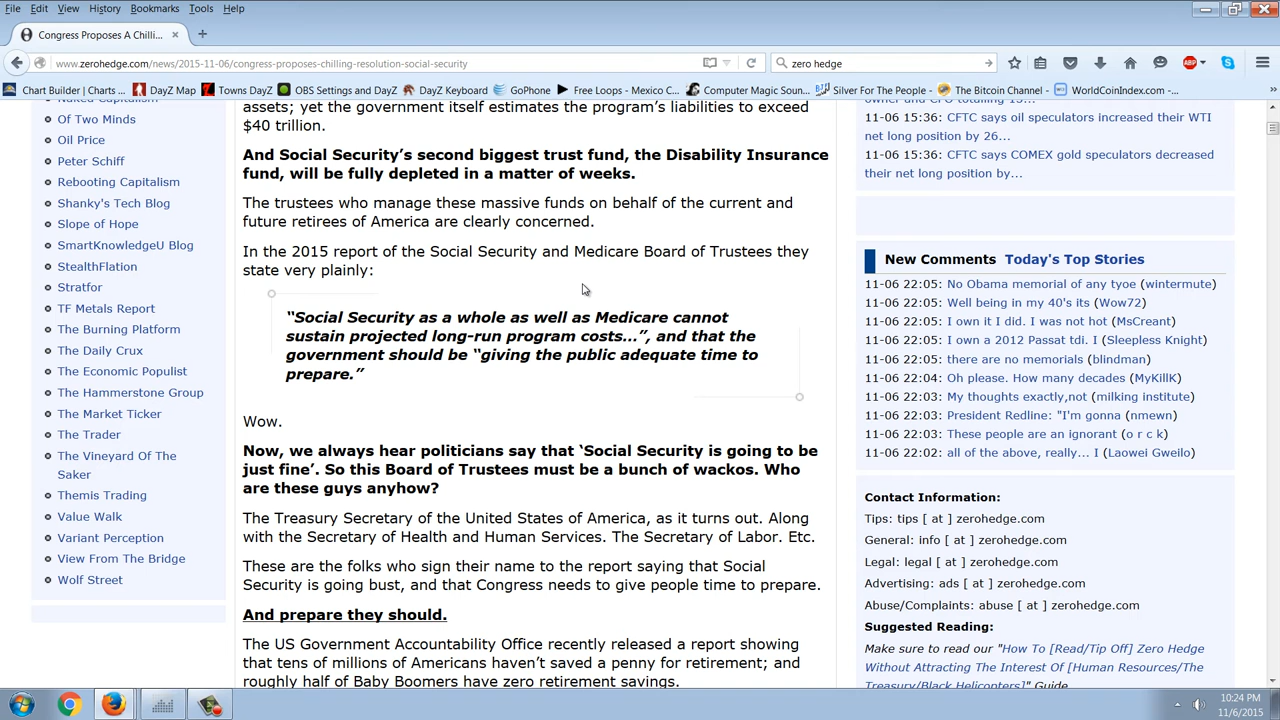 File Edit View History Bookmarks Tools Help
Congress Proposes A Chilli...
www.zerohedge.com/news/2015-11-06/congress-proposes-chilling-resolution-social-security
zero hedge
ABP
Chart Builder | Charts ... DayZ Map Towns DayZ OBS Settings and DayZ DayZ Keyboard GoPhone Free Loops - Mexico C... Computer Magic Soun... Silver For The People - ... The Bitcoin Channel - ... WorldCoinIndex.com -...
Naked Capitalism
Of Two Minds
Oil Price
Peter Schiff
Rebooting Capitalism
Shanky's Tech Blog
Slope of Hope
SmartKnowledgeU Blog
StealthFlation
Stratfor
TF Metals Report
The Burning Platform
The Daily Crux
The Economic Populist
The Hammerstone Group
The Market Ticker
The Trader
The Vineyard Of The
Saker
Themis Trading
Value Walk
Variant Perception
View From The Bridge
Wolf Street
assets; yet the government itself estimates the program's liabilities to exceed
$40 trillion.
And Social Security's second biggest trust fund, the Disability Insurance
fund, will be fully depleted in a matter of weeks.
The trustees who manage these massive funds on behalf of the current and
future retirees of America are clearly concerned.
In the 2015 report of the Social Security and Medicare Board of Trustees they
state very plainly:
“Social Security as a whole as well as Medicare cannot
sustain projected long-run program costs...”, and that the
government should be “giving the public adequate time to
prepare.”
Wow.
Now, we always hear politicians say that ‘Social Security is going to be
just fine’. So this Board of Trustees must be a bunch of wackos. Who
are these guys anyhow?
The Treasury Secretary of the United States of America, as it turns out. Along
with the Secretary of Health and Human Services. The Secretary of Labor. Etc.
These are the folks who sign their name to the report saying that Social
Security is going bust, and that Congress needs to give people time to prepare.
And prepare they should.
The US Government Accountability Office recently released a report showing
that tens of millions of Americans haven’t saved a penny for retirement; and
roughly half of Baby Boomers have zero retirement savings.
owner and CFO totalling 15...
11-06 15:36: CFTC says oil speculators increased their WTI
net long position by 26...
11-06 15:36: CFTC says COMEX gold speculators decreased
their net long position by...
New Comments Today's Top Stories
11-06 22:05: No Obama memorial of any tyoe (wintermute)
11-06 22:05: Well being in my 40's its (Wow72)
11-06 22:05: I own it I did. I was not hot (MsCreant)
11-06 22:05: I own a 2012 Passat tdi. I (Sleepless Knight)
11-06 22:05: there are no memorials (blindman)
11-06 22:04: Oh please. How many decades (MyKillK)
11-06 22:03: My thoughts exactly,not (milking institute)
11-06 22:03: President Redline: "I'm gonna (nmewn)
11-06 22:03: These people are an ignorant (o r c k)
11-06 22:02: all of the above, really... I (Laowei Gweilo)
Contact Information:
Tips: tips [ at ] zerohedge.com
General: info [ at ] zerohedge.com
Legal: legal [ at ] zerohedge.com
Advertising: ads [ at ] zerohedge.com
Abuse/Complaints: abuse [ at ] zerohedge.com
Suggested Reading:
Make sure to read our "How To [Read/Tip Off] Zero Hedge
Without Attracting The Interest Of [Human Resources/The
Treasury/Black Helicopters]" Guide
10:24 PM
11/6/2015